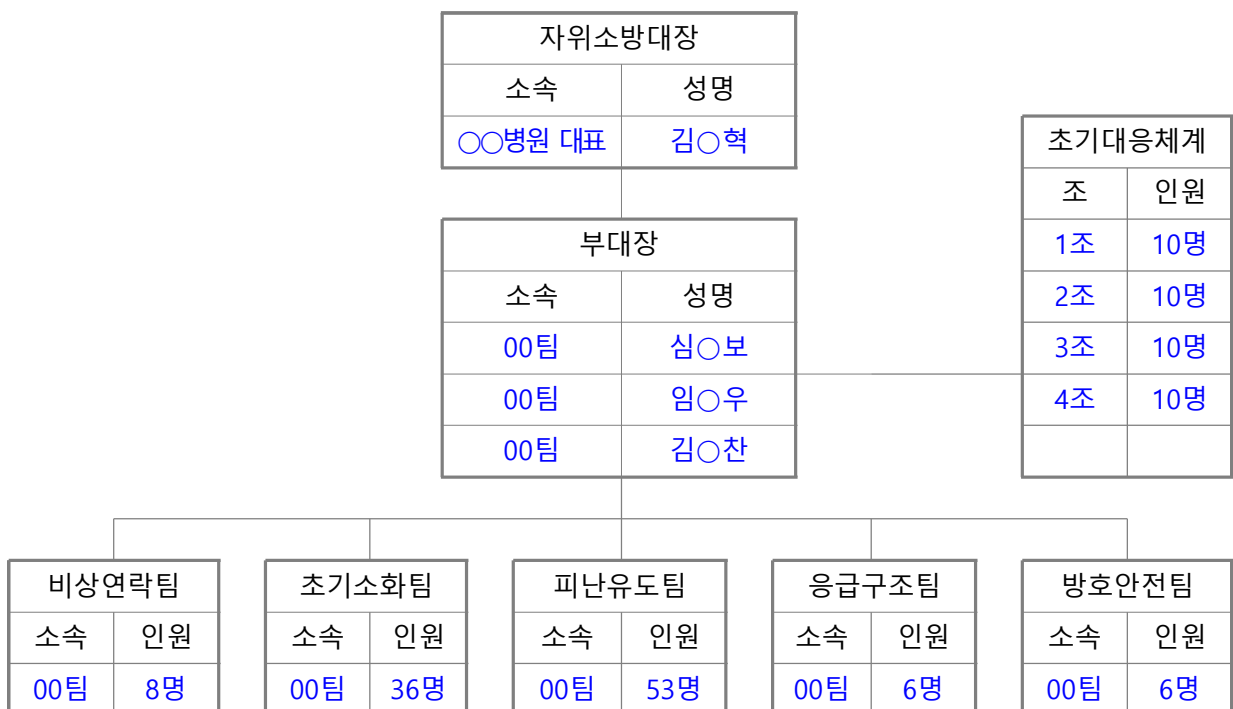 자위소방대장
소속 성명
○○병원 대표 김○혁
초기대응체계
조 인원
1조 10명
2조 10명
3조 10명
4조 10명
부대장
소속 성명
00팀 심○보
00팀 임○우
00팀 김○찬
비상연락팀 초기소화팀 피난유도팀 응급구조팀 방호안전팀
소속 인원 소속 인원 소속 인원 소속 인원 소속 인원
00팀 8명 00팀 36명 00팀 53명 00팀 6명 00팀 6명